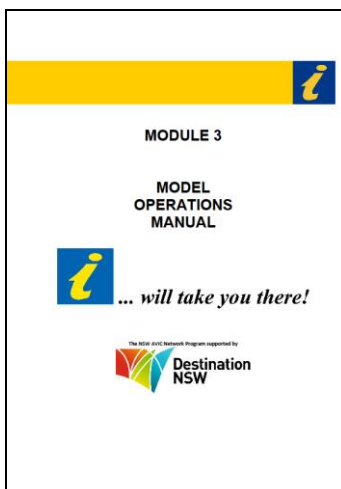 i
MODULE 3
MODEL
OPERATIONS
MANUAL
i
... will take you there!
The NSW AVIC Network Program supported by
Destination
NSW